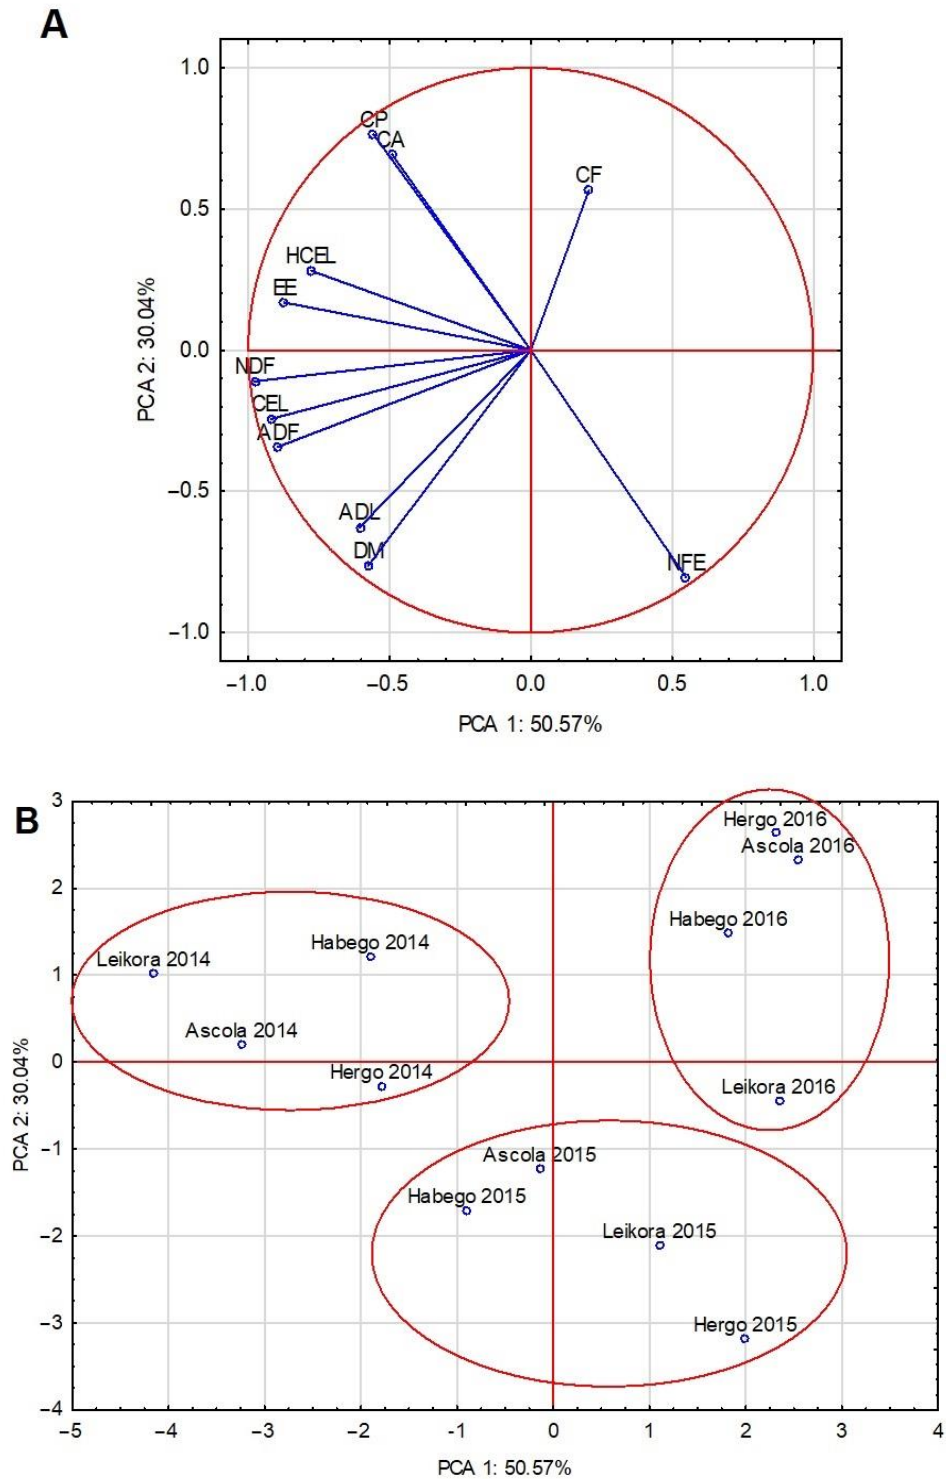 A
1.0
CP
CA
CF
0.5
HCEL
EE
PCA 2: 30.04%
0.0
NDF
CEL
ADF
−0.5
ADL
DM
NFE
−1.0
−1.0 −0.5 0.0 0.5 1.0
PCA 1: 50.57%
B
3
Hergo 2016
Ascola 2016
2
Habego 2016
Habego 2014
Leikora 2014
1
Ascola 2014
0
Hergo 2014
Leikora 2016
PCA 2: 30.04%
−1
Ascola 2015
Habego 2015
−2
Leikora 2015
−3
Hergo 2015
−4
−5 −4 −3 −2 -1 0 1 2 3 4
PCA 1: 50.57%